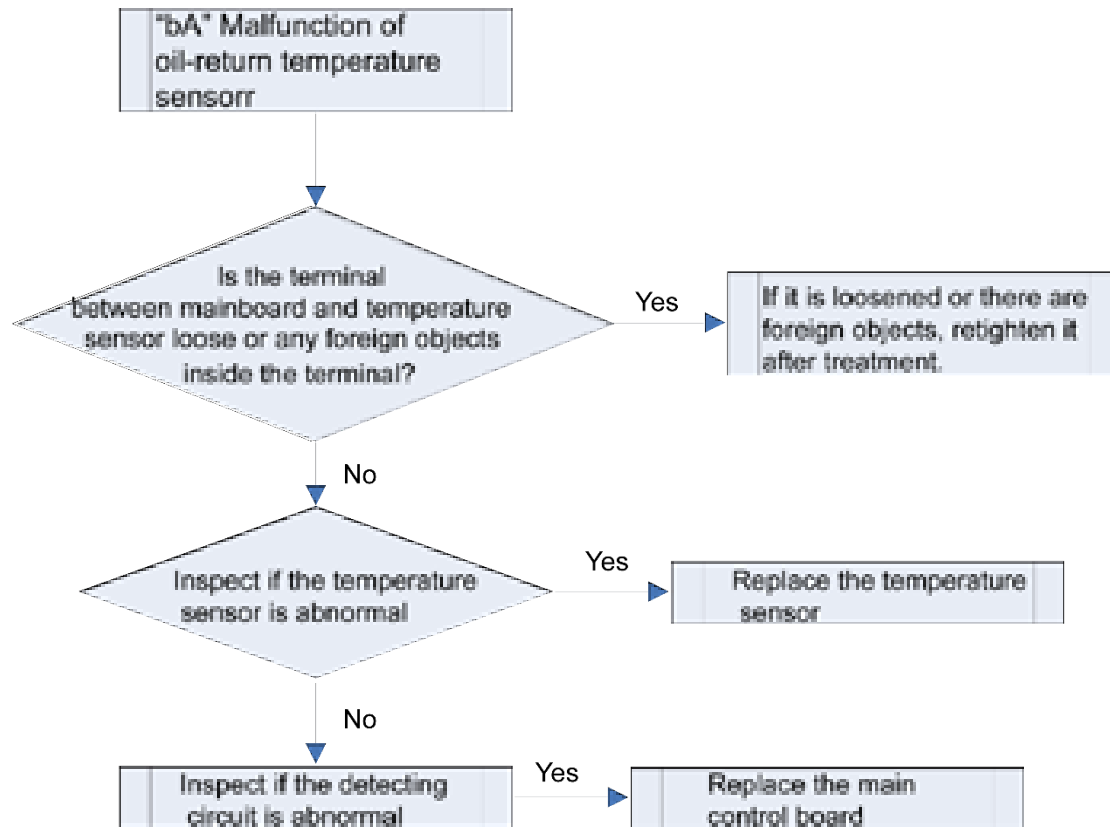 "bA" Malfunction of
oil-return temperature
sensorr
Is the terminal
between mainboard and temperature
sensor loose or any foreign objects
inside the terminal?
Yes
If it is loosened or there are
foreign objects, retighten it
after treatment.
No
Inspect if the temperature
sensor is abnormal
Yes
Replace the temperature
sensor
No
Inspect if the detecting
circuit is abnormal
Yes
Replace the main
control board